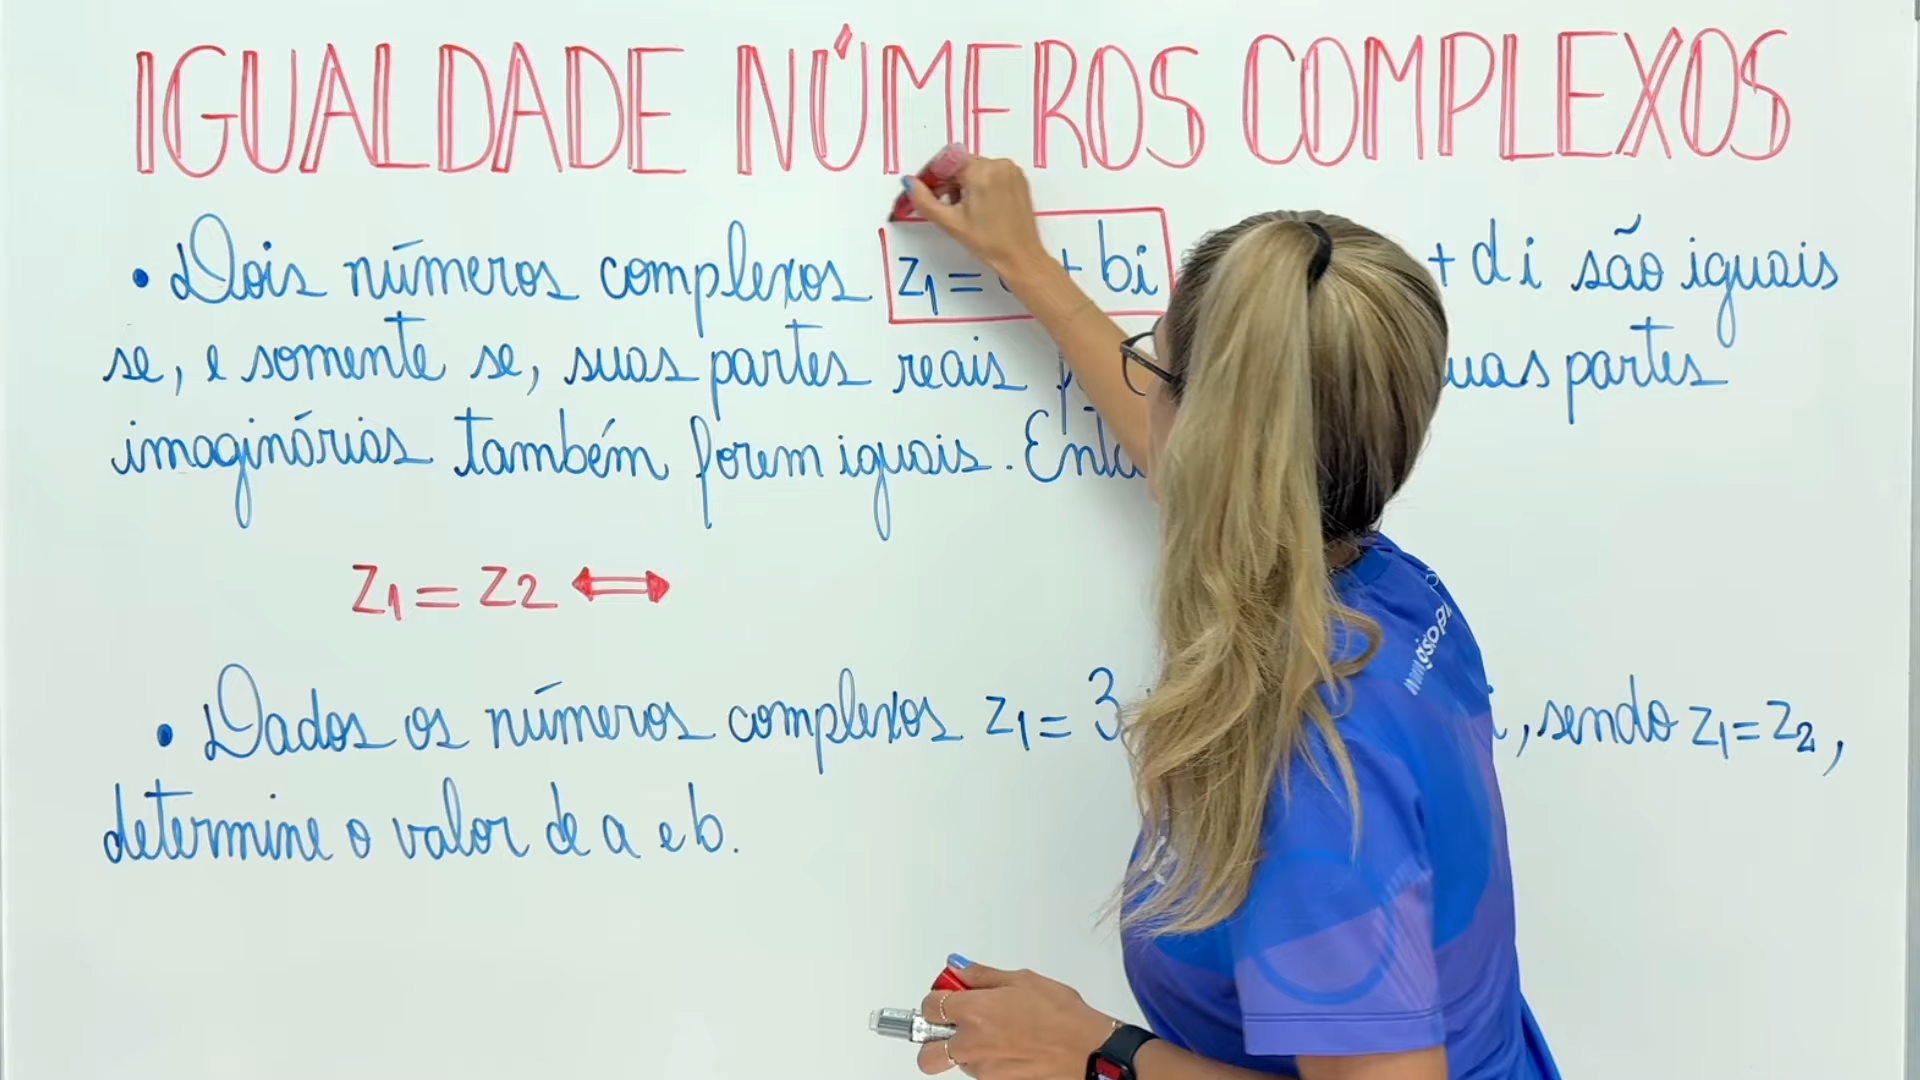 IGUALDADE NÚMEROS COMPLEXOS
• Dois números complexos z1 = + bi + di são iguais
se, e somente se, suas partes reais partes
imaginárias também forem iguais.
Z1 = Z2 ⟺
• Dados os números complexos z1 = 3 i, sendo z1 = z2,
determine o valor de a e b.